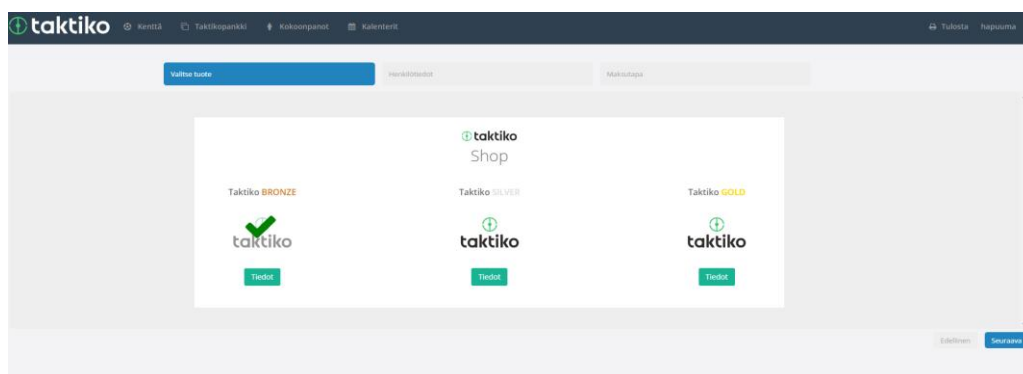 taktiko Kenttä Taktikopankki Kokoonpanot Kalenterit Tulosta hapuuma
Valitse tuote Henkilötiedot Maksutapa
taktiko
Shop
Taktiko BRONZE Taktiko SILVER Taktiko GOLD
taktiko taktiko taktiko
Tiedot Tiedot Tiedot
Edellinen Seuraava